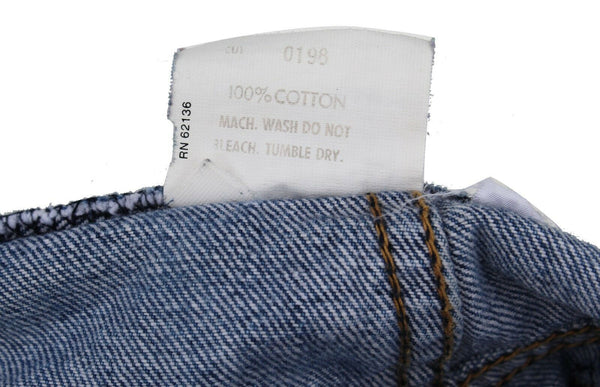 CUT 0198
100% COTTON
MACH. WASH DO NOT
BLEACH. TUMBLE DRY.
RN 62136